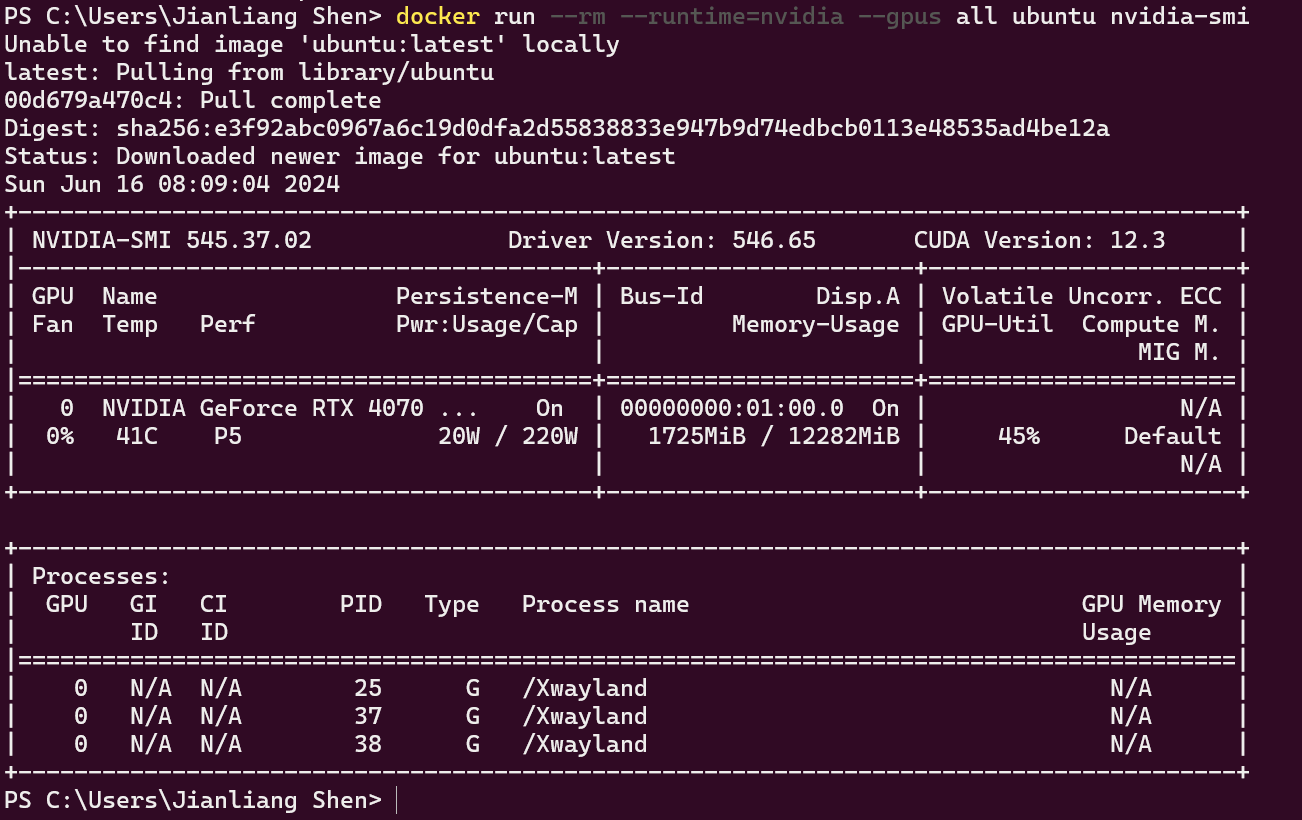 PS C:\Users\Jianliang Shen> docker run --rm --runtime=nvidia --gpus all ubuntu nvidia-smi
Unable to find image 'ubuntu:latest' locally
latest: Pulling from library/ubuntu
00d679a470c4: Pull complete
Digest: sha256:e3f92abc0967a6c19d0dfa2d55838833e947b9d74edbcb0113e48535ad4be12a
Status: Downloaded newer image for ubuntu:latest
Sun Jun 16 08:09:04 2024
+---------------------------------------------------------------------------------------+
| NVIDIA-SMI 545.37.02              Driver Version: 546.65       CUDA Version: 12.3     |
|-----------------------------------------+----------------------+----------------------+
| GPU  Name                 Persistence-M | Bus-Id        Disp.A | Volatile Uncorr. ECC |
| Fan  Temp   Perf          Pwr:Usage/Cap |         Memory-Usage | GPU-Util  Compute M. |
|                                         |                      |               MIG M. |
|=========================================+======================+======================|
|   0  NVIDIA GeForce RTX 4070 ...    On  | 00000000:01:00.0  On |                  N/A |
|  0%   41C    P5              20W / 220W |   1725MiB / 12282MiB |     45%      Default |
|                                         |                      |                  N/A |
+-----------------------------------------+----------------------+----------------------+
+---------------------------------------------------------------------------------------+
| Processes:                                                                            |
|  GPU   GI   CI        PID   Type   Process name                            GPU Memory |
|        ID   ID                                                             Usage      |
|=======================================================================================|
|    0   N/A  N/A        25      G   /Xwayland                                 N/A      |
|    0   N/A  N/A        37      G   /Xwayland                                 N/A      |
|    0   N/A  N/A        38      G   /Xwayland                                 N/A      |
+---------------------------------------------------------------------------------------+
PS C:\Users\Jianliang Shen>